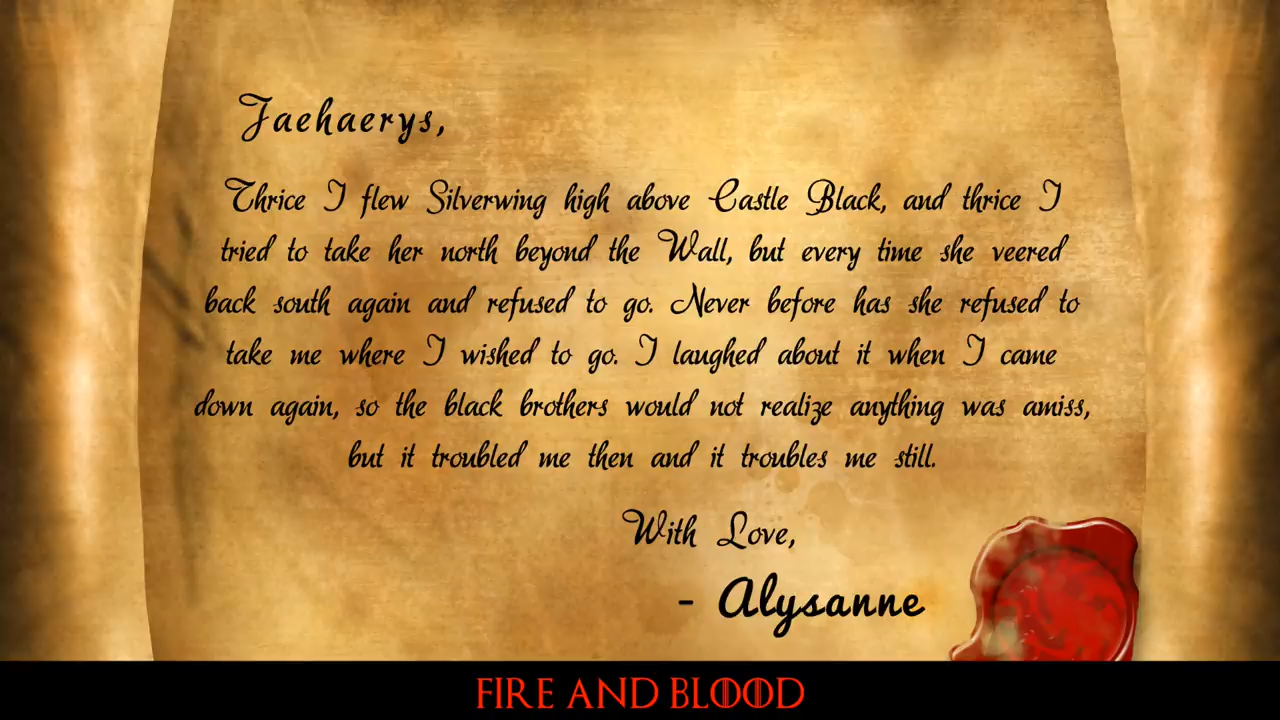 Jaehaerys,
Thrice I flew Silverwing high above Castle Black, and thrice I
tried to take her north beyond the Wall, but every time she veered
back south again and refused to go. Never before has she refused to
take me where I wished to go. I laughed about it when I came
down again, so the black brothers would not realize anything was amiss,
but it troubled me then and it troubles me still.
With Love,
- Alysanne
FIRE AND BLOOD